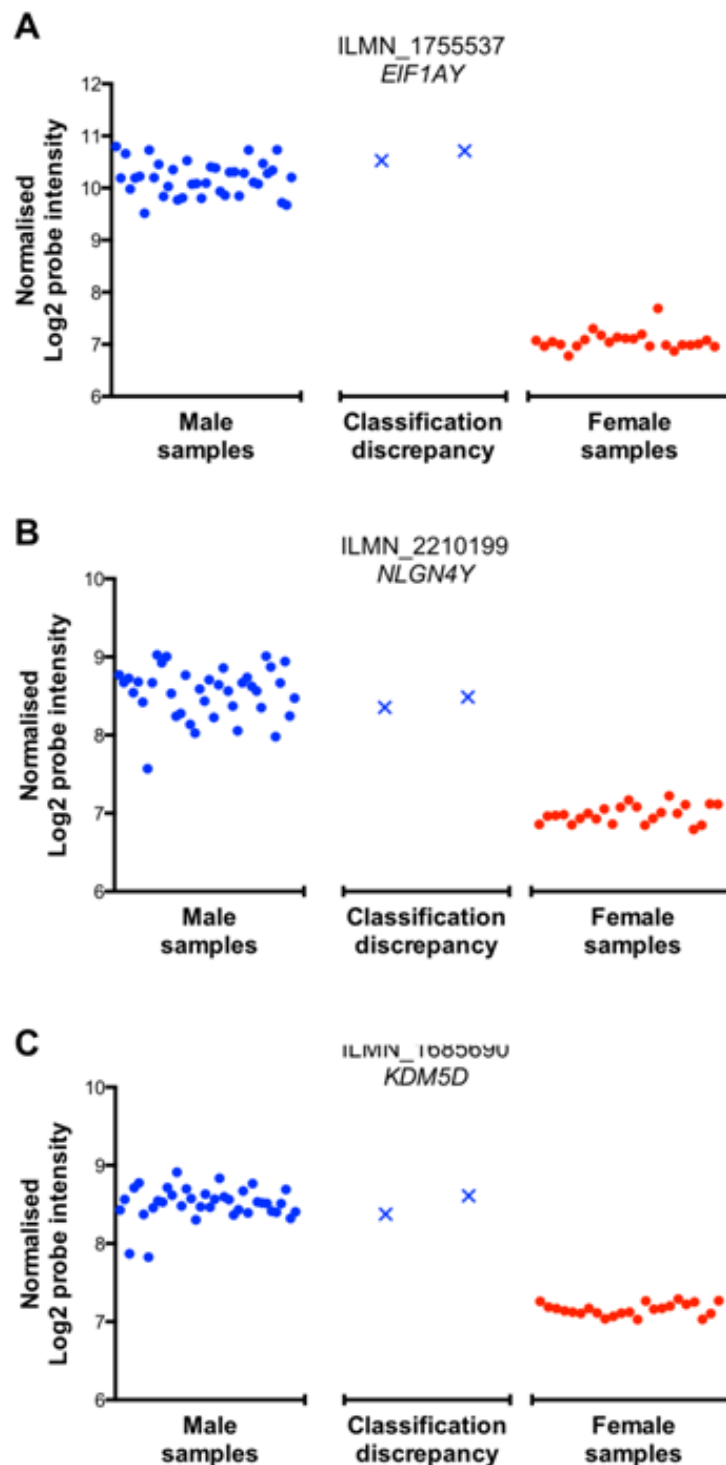 A
ILMN_1755537
EIF1AY
Normalised
Log2 probe intensity
12
11
10
9
8
7
6
Male
samples
Classification
discrepancy
Female
samples
B
ILMN_2210199
NLGN4Y
Normalised
Log2 probe intensity
10
9
8
7
6
Male
samples
Classification
discrepancy
Female
samples
C
ILMN_1685690
KDM5D
Normalised
Log2 probe intensity
10
9
8
7
6
Male
samples
Classification
discrepancy
Female
samples